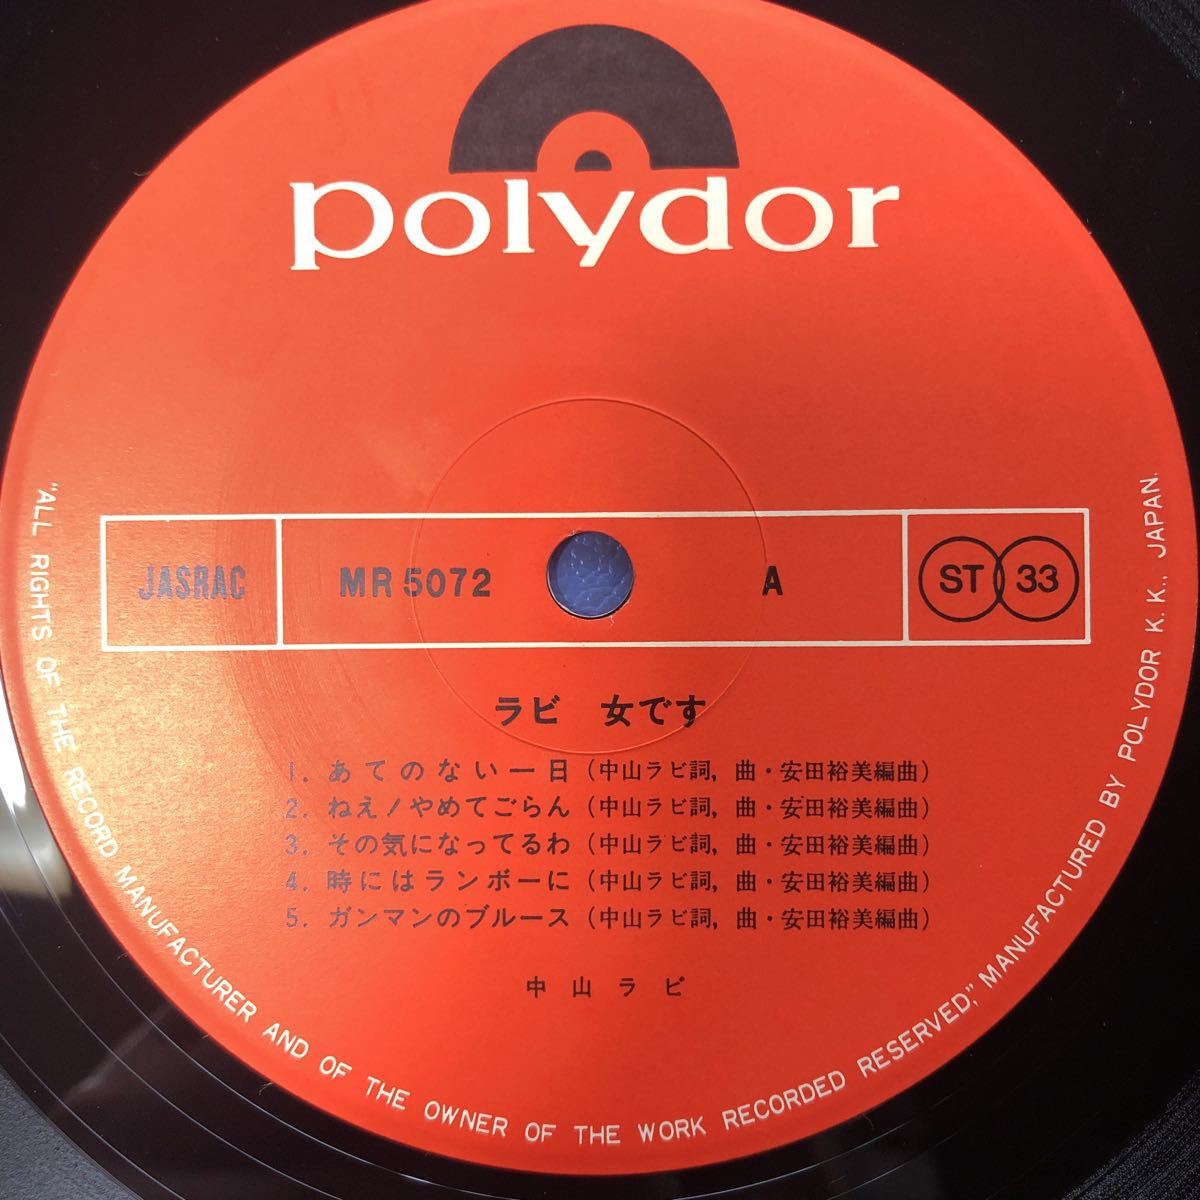 polydor
JASRAC MR 5072 A ST 33
ラビ 女です
1. あてのない一日 (中山ラビ詞, 曲・安田裕美編曲)
2. ねえ!やめてごらん (中山ラビ詞, 曲・安田裕美編曲)
3. その気になってるわ (中山ラビ詞, 曲・安田裕美編曲)
4. 時にはランボーに (中山ラビ詞, 曲・安田裕美編曲)
5. ガンマンのブルース (中山ラビ詞, 曲・安田裕美編曲)
中山ラビ
"ALL RIGHTS OF THE RECORD MANUFACTURER AND OF THE OWNER OF THE WORK RECORDED RESERVED," MANUFACTURED BY POLYDOR K. K., JAPAN.